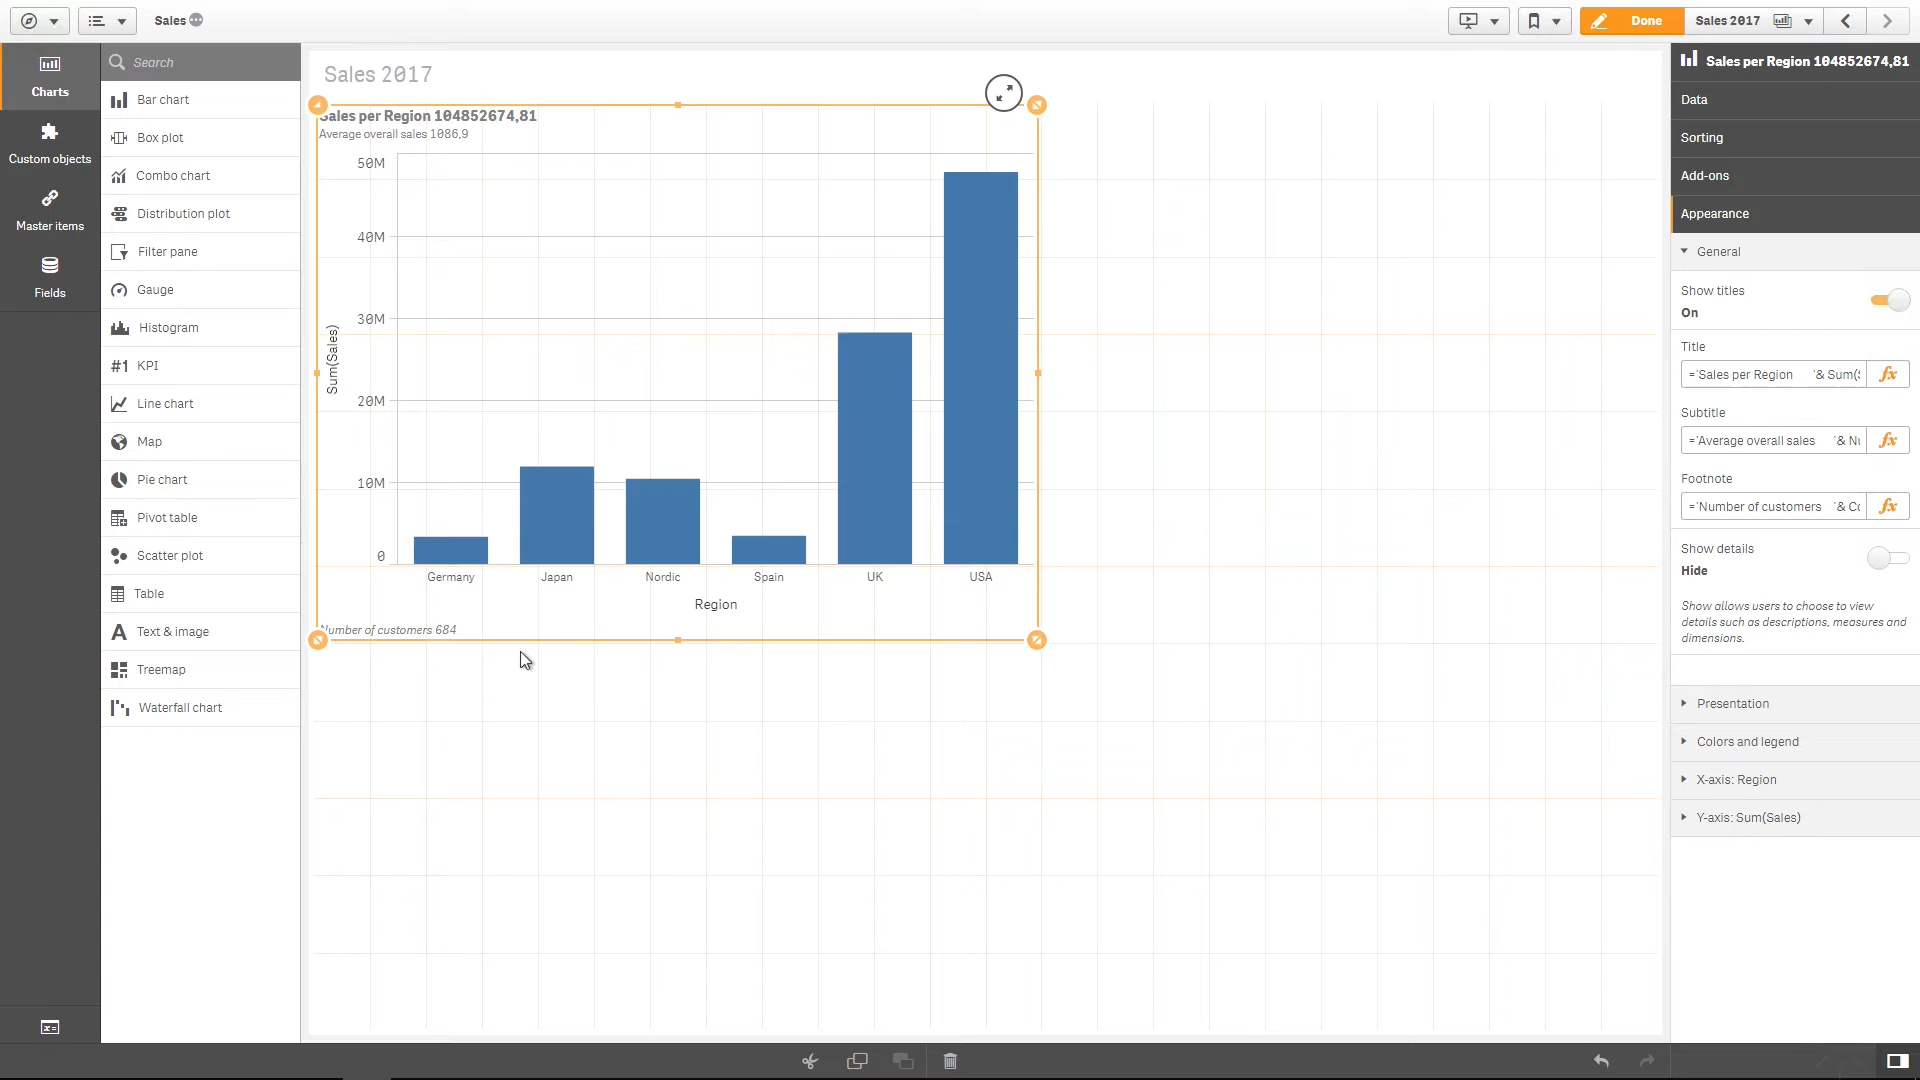 Sales
Done
Sales 2017
Charts
Custom objects
Master items
Fields
Search
Bar chart
Box plot
Combo chart
Distribution plot
Filter pane
Gauge
Histogram
#1 KPI
Line chart
Map
Pie chart
Pivot table
Scatter plot
Table
Text & image
Treemap
Waterfall chart
Sales 2017
Sales per Region 104852674,81
Average overall sales 1086,9
50M
40M
30M
20M
10M
0
Sum(Sales)
Germany
Japan
Nordic
Spain
UK
USA
Region
Number of customers 684
Sales per Region 104852674,81
Data
Sorting
Add-ons
Appearance
General
Show titles
On
Title
='Sales per Region '& Sum(
fx
Subtitle
='Average overall sales '& Nu
fx
Footnote
='Number of customers '& Co
fx
Show details
Hide
Show allows users to choose to view
details such as descriptions, measures and
dimensions.
Presentation
Colors and legend
X-axis: Region
Y-axis: Sum(Sales)